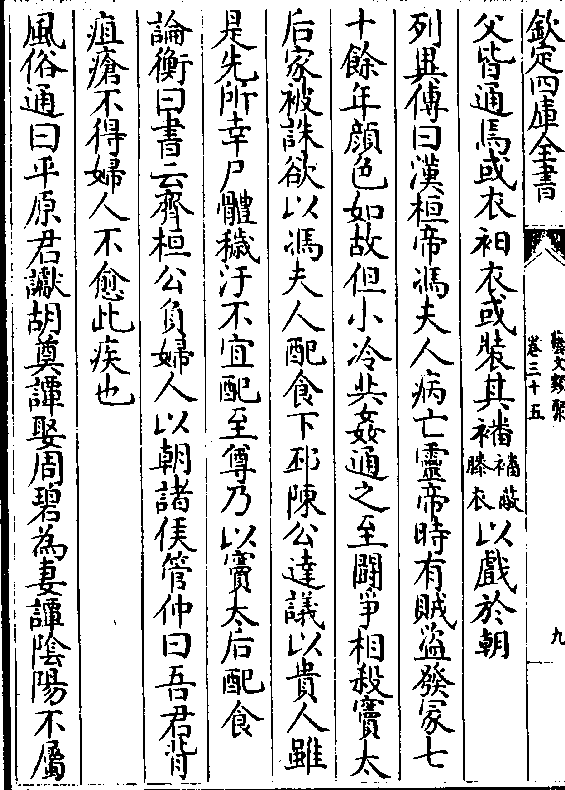 欽定四庫全書
藝文類聚
卷三十五
九
父皆通焉或衣衵衣或裝其襎襎蔽膝衣以戲於朝
列異傳曰漢桓帝馮夫人病亡靈帝時有賊盜發冢七
十餘年顔色如故但小冷共姦通之至鬭爭相殺竇太
后家被誅欲以馮夫人配食下邳陳公達議以貴人雖
是先所幸尸體穢汙不宜配至尊乃以竇太后配食
論衡曰書云齊桓公負婦人以朝諸侯管仲曰吾君背
疽瘡不得婦人不愈此疾也
風俗通曰平原君讞胡奠譚娶周碧為妻譚陰陽不屬